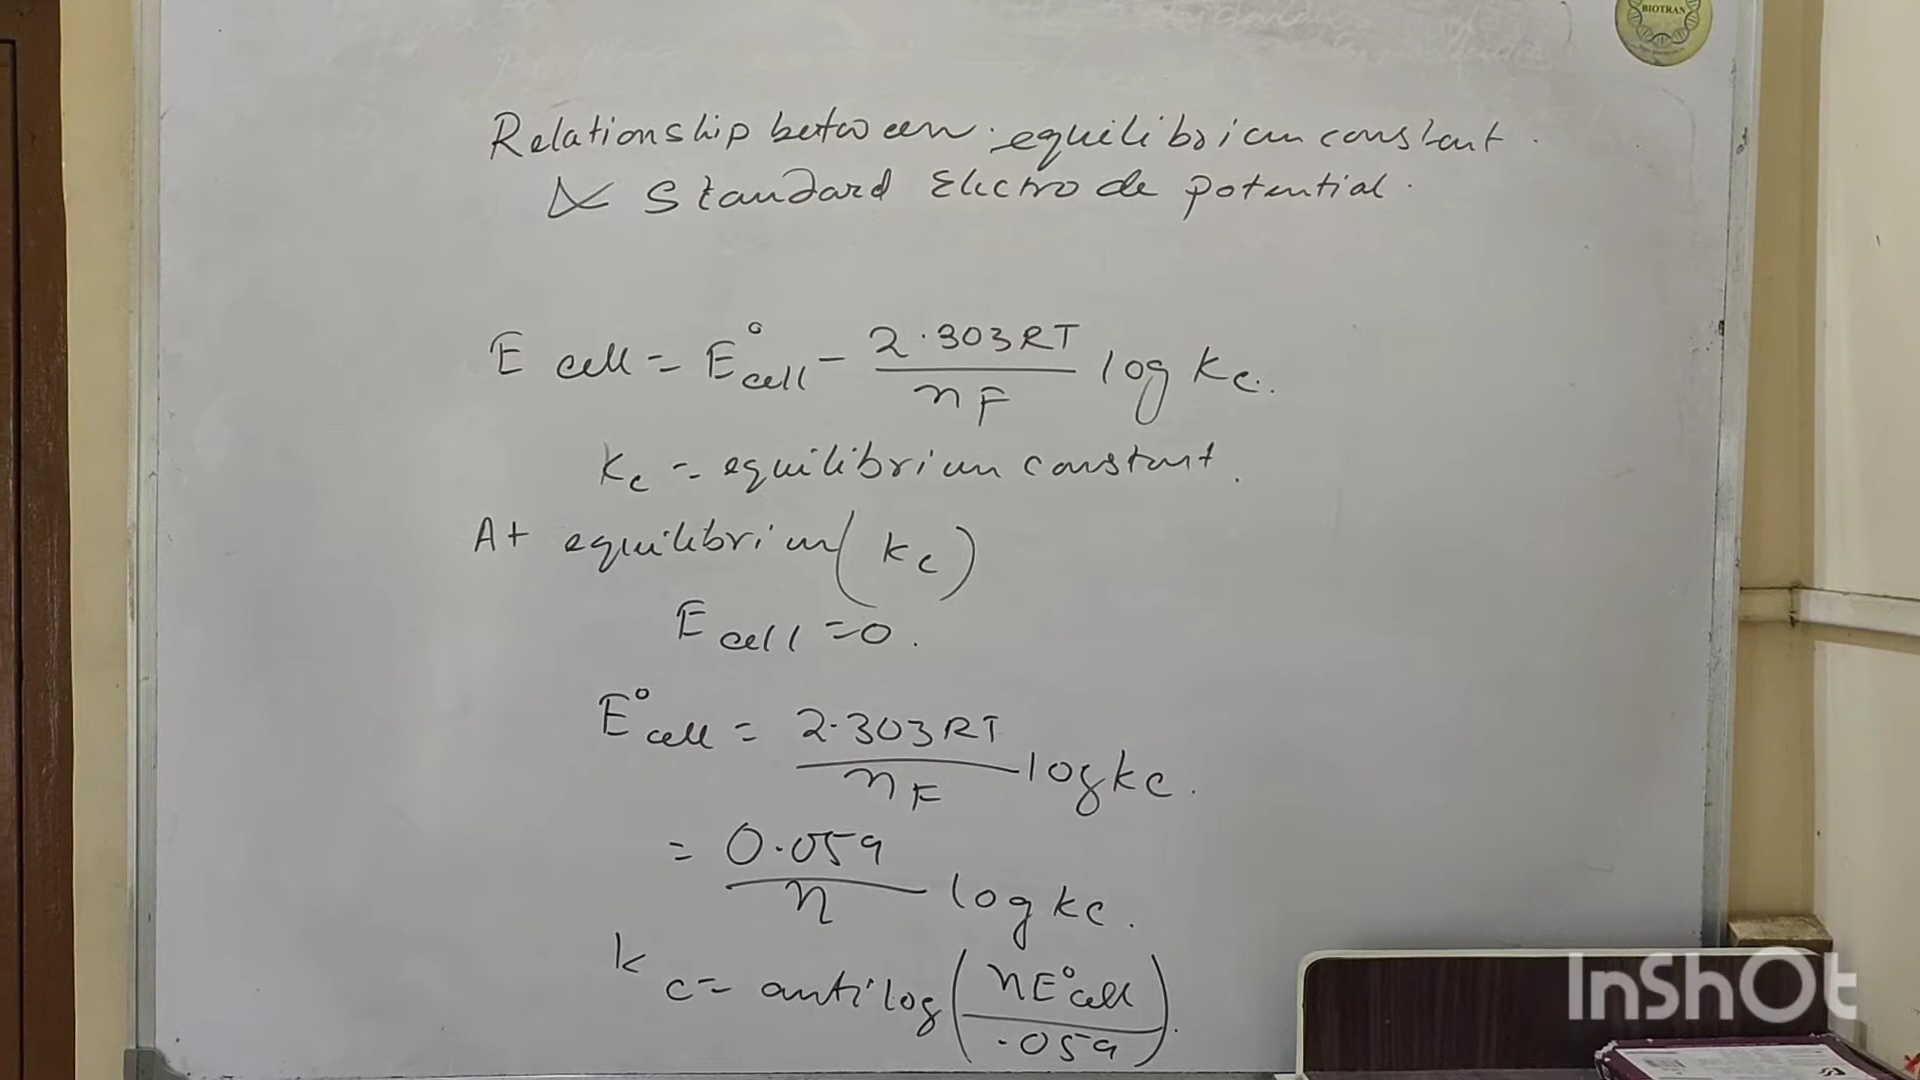 BIOTRAN
Relationship between equilibrium constant.
& Standard Electrode potential.
E cell = E°cell - 2.303RT/nF log Kc.
Kc = equilibrium constant.
At equilibrium (Kc)
E cell = 0.
E°cell = 2.303RT/nF log Kc.
= 0.059/n log Kc.
Kc = antilog (nE°cell/.059).
InShOt